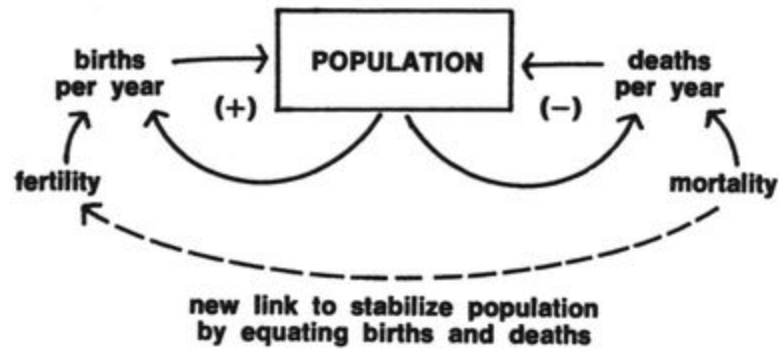 births
per year
POPULATION
deaths
per year
(+)
(−)
fertility
mortality
new link to stabilize population
by equating births and deaths